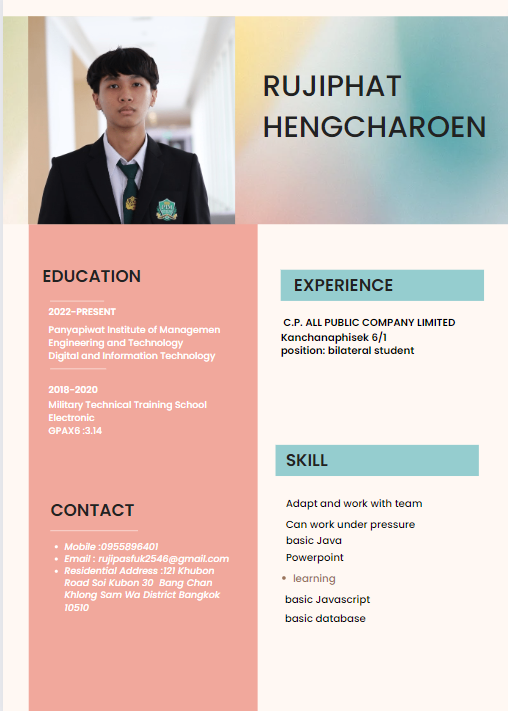 RUJIPHAT
HENGCHAROEN
EDUCATION
2022-PRESENT
Panyapiwat Institute of Managemen
Engineering and Technology
Digital and Information Technology
2018-2020
Military Technical Training School
Electronic
GPAX6 :3.14
CONTACT
• Mobile :0955896401
• Email : rujipasfuk2546@gmail.com
• Residential Address :121 Khubon
Road Soi Kubon 30 Bang Chan
Khlong Sam Wa District Bangkok
10510
EXPERIENCE
C.P. ALL PUBLIC COMPANY LIMITED
Kanchanaphisek 6/1
position: bilateral student
SKILL
Adapt and work with team
Can work under pressure
basic Java
Powerpoint
• learning
basic Javascript
basic database